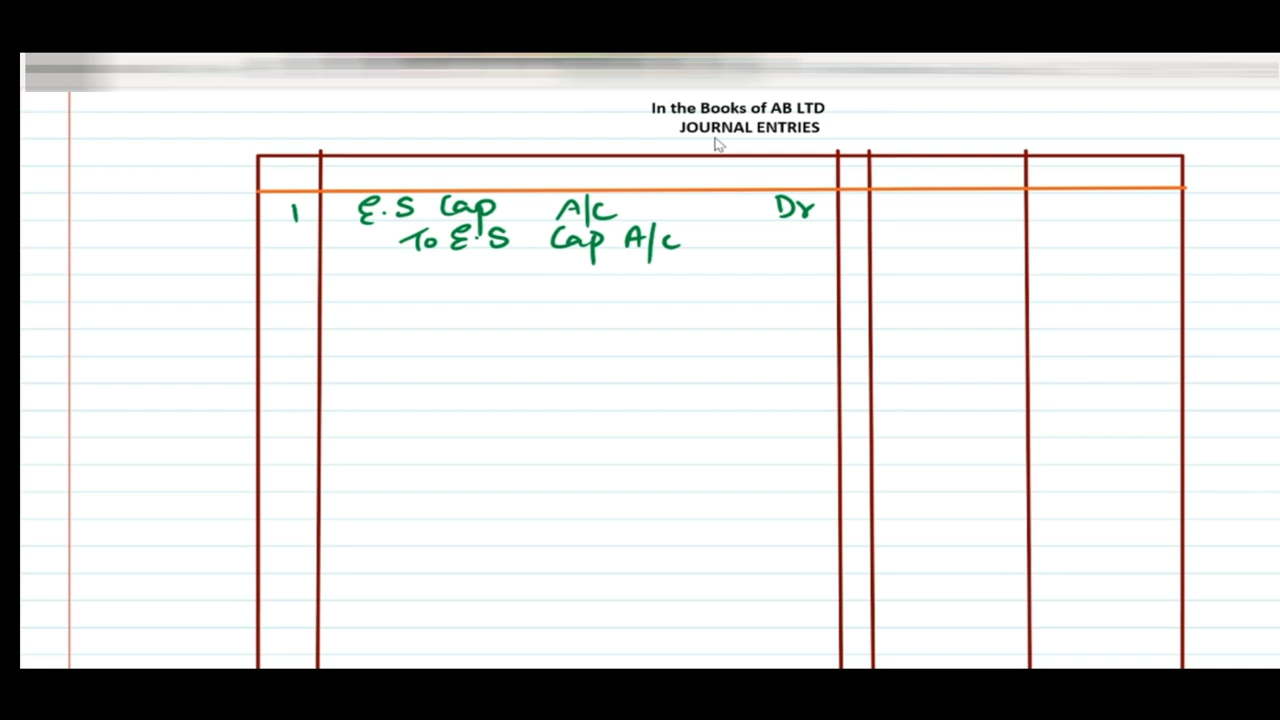 In the Books of AB LTD
JOURNAL ENTRIES
1 E.S Cap A/C Dr
To E.S Cap A/c